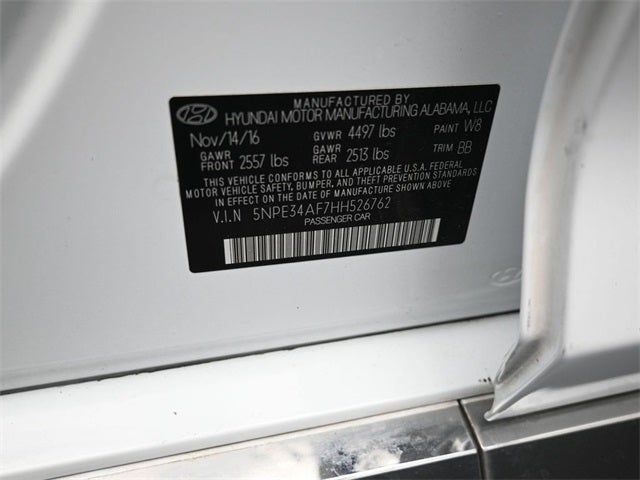 MANUFACTURED BY
HYUNDAI MOTOR MANUFACTURING ALABAMA, LLC
Nov/14/16 GVWR 4497 lbs PAINT W8
GAWR FRONT 2557 lbs GAWR REAR 2513 lbs TRIM BB
THIS VEHICLE CONFORMS TO ALL APPLICABLE U.S.A. FEDERAL
MOTOR VEHICLE SAFETY, BUMPER, AND THEFT PREVENTION STANDARDS
IN EFFECT ON THE DATE OF MANUFACTURE SHOWN ABOVE.
V.I.N 5NPE34AF7HH526762
PASSENGER CAR